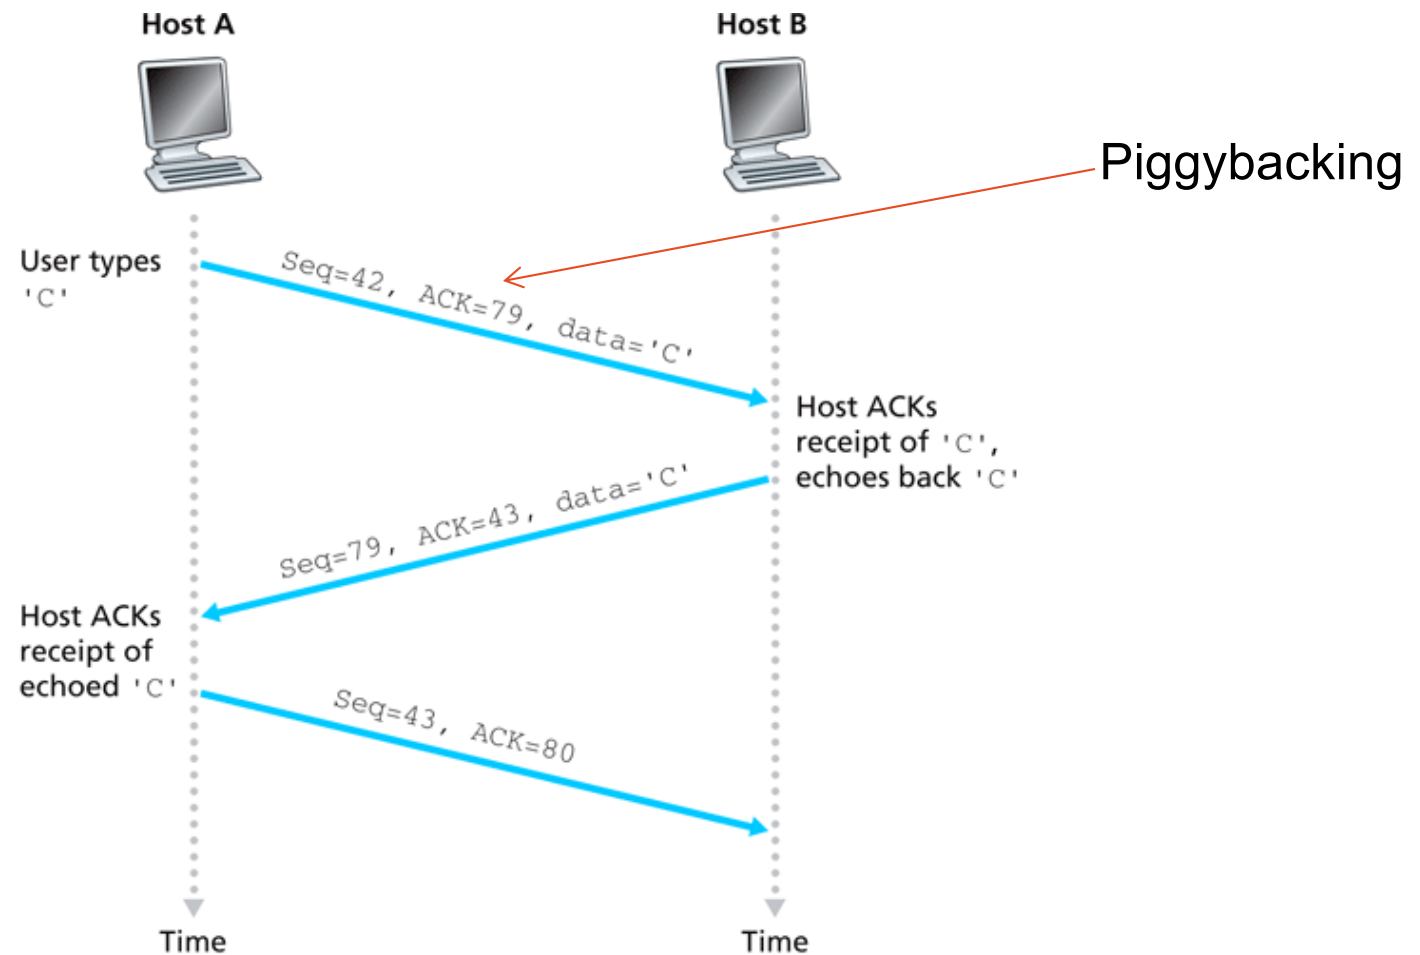 Host A
Host B
Piggybacking
User types
'C'
Seq=42, ACK=79, data='C'
Host ACKs
receipt of 'C',
echoes back 'C'
Seq=79, ACK=43, data='C'
Host ACKs
receipt of
echoed 'C'
Seq=43, ACK=80
Time
Time